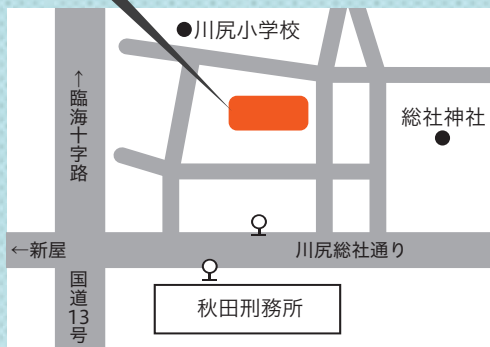 川尻小学校
↑臨海十字路
総社神社
←新屋
川尻総社通り
国道13号
秋田刑務所